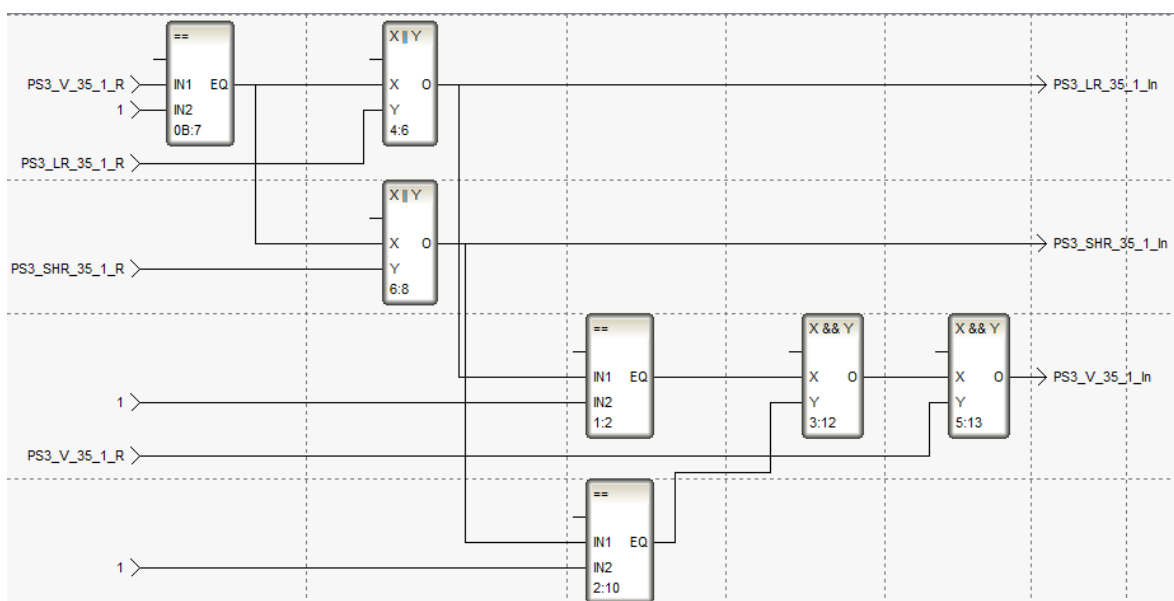 == X || Y
PS3_V_35_1_R IN1 EQ X O PS3_LR_35_1_In
1 IN2 Y
0B:7 4:6
PS3_LR_35_1_R
X || Y
X O PS3_SHR_35_1_In
PS3_SHR_35_1_R Y
6:8
== X && Y X && Y
IN1 EQ X O X O PS3_V_35_1_In
1 IN2 Y Y
1:2 3:12 5:13
PS3_V_35_1_R
==
IN1 EQ
1 IN2
2:10